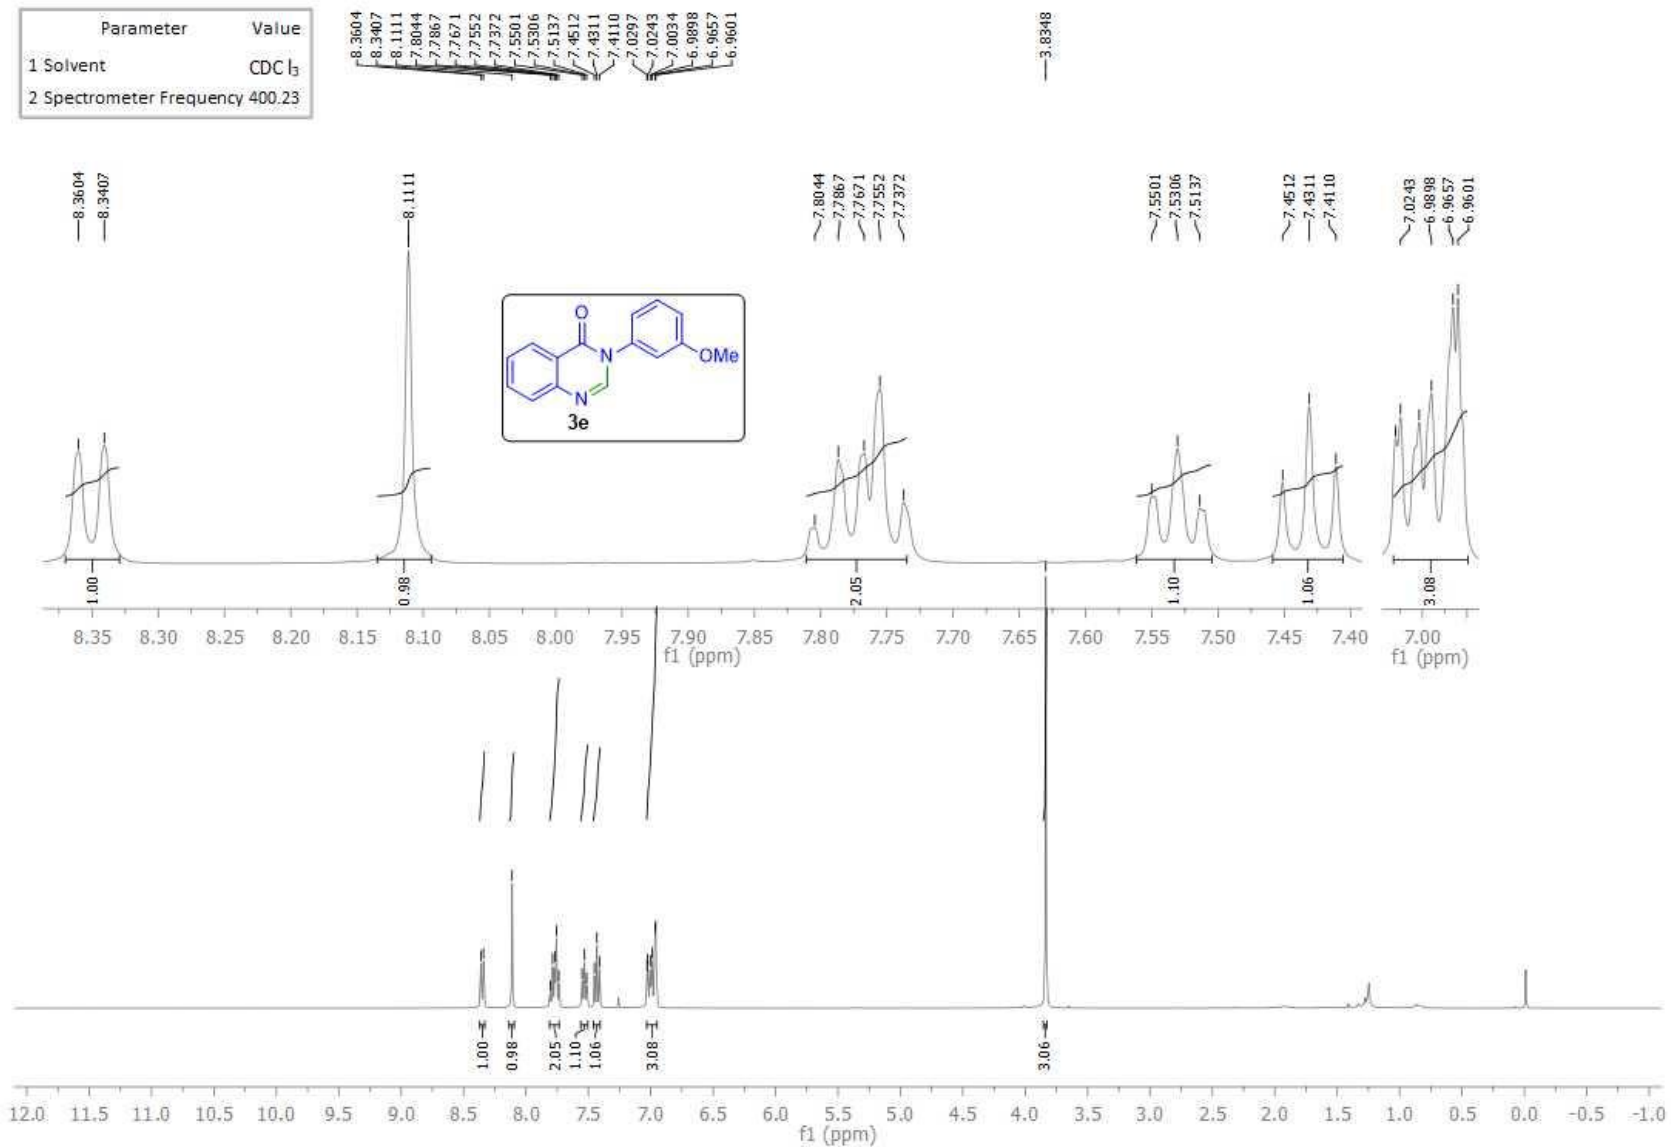 Parameter Value
1 Solvent CDCl3
2 Spectrometer Frequency 400.23
8.3604
8.3407
8.1111
7.8044
7.7867
7.7671
7.7552
7.7372
7.5501
7.5306
7.5137
7.4512
7.4311
7.4110
7.0297
7.0243
7.0034
6.9898
6.9657
6.9601
3.8348
8.3604
8.3407
8.1111
7.8044
7.7867
7.7671
7.7552
7.7372
7.5501
7.5306
7.5137
7.4512
7.4311
7.4110
7.0243
6.9898
6.9657
6.9601
O
N
OMe
N
3e
1.00 0.98 2.05 1.10 1.06 3.08
8.35 8.30 8.25 8.20 8.15 8.10 8.05 8.00 7.95 7.90 7.85 7.80 7.75 7.70 7.65 7.60 7.55 7.50 7.45 7.40 7.00
f1 (ppm) f1 (ppm)
1.00 0.98 2.05 1.10 1.06 3.08 3.06
12.0 11.5 11.0 10.5 10.0 9.5 9.0 8.5 8.0 7.5 7.0 6.5 6.0 5.5 5.0 4.5 4.0 3.5 3.0 2.5 2.0 1.5 1.0 0.5 0.0 -0.5 -1.0
f1 (ppm)